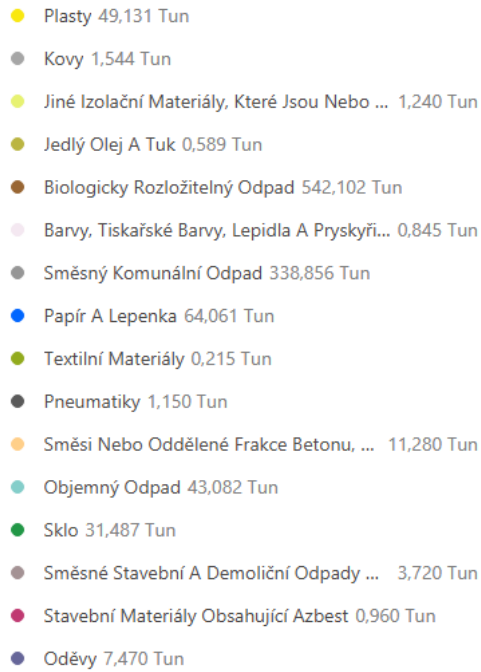 Plasty 49,131 Tun
Kovy 1,544 Tun
Jiné Izolační Materiály, Které Jsou Nebo ... 1,240 Tun
Jedlý Olej A Tuk 0,589 Tun
Biologicky Rozložitelný Odpad 542,102 Tun
Barvy, Tiskařské Barvy, Lepidla A Pryskyři... 0,845 Tun
Směsný Komunální Odpad 338,856 Tun
Papír A Lepenka 64,061 Tun
Textilní Materiály 0,215 Tun
Pneumatiky 1,150 Tun
Směsi Nebo Oddělené Frakce Betonu, ... 11,280 Tun
Objemný Odpad 43,082 Tun
Sklo 31,487 Tun
Směsné Stavební A Demoliční Odpady ... 3,720 Tun
Stavební Materiály Obsahující Azbest 0,960 Tun
Oděvy 7,470 Tun